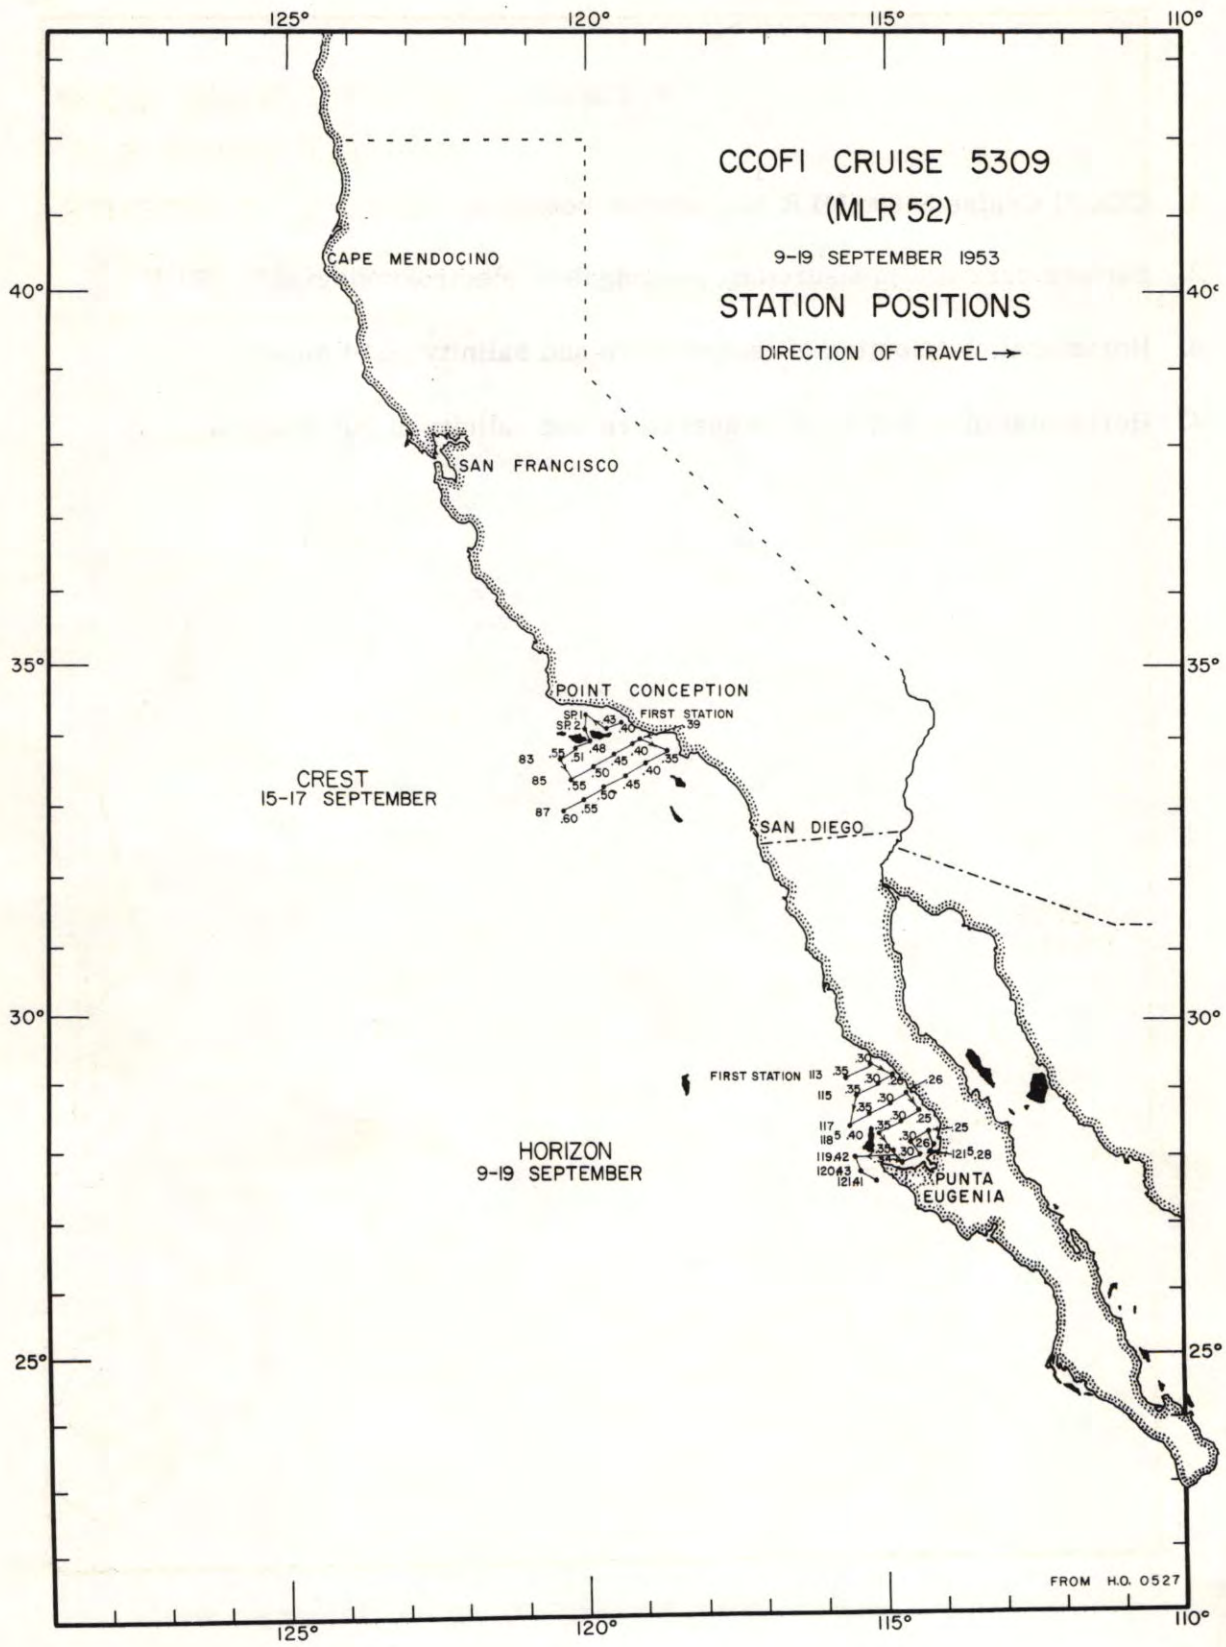 125° 120° 115° 110°
CCOFI CRUISE 5309
(MLR 52)
9-19 SEPTEMBER 1953
STATION POSITIONS
DIRECTION OF TRAVEL →
CAPE MENDOCINO
40° 40°
SAN FRANCISCO
35° 35°
POINT CONCEPTION
SP.1 .43 .40 FIRST STATION .39
SP.2
83 .55 .51 .48 .45 .40 .35
85 .55 .50 .45 .40
87 .60 .55 .50
CREST
15-17 SEPTEMBER
SAN DIEGO
30° 30°
FIRST STATION 113 .35 .30
115 .35 .30 .26 .26
117 .40 .35 .30 .25
118⁵ .35 .30 .25
119.42 .34 .35 .30 .26 121⁵.28
120.43
121.41
HORIZON
9-19 SEPTEMBER
PUNTA
EUGENIA
25° 25°
FROM H.O. 0527
125° 120° 115° 110°